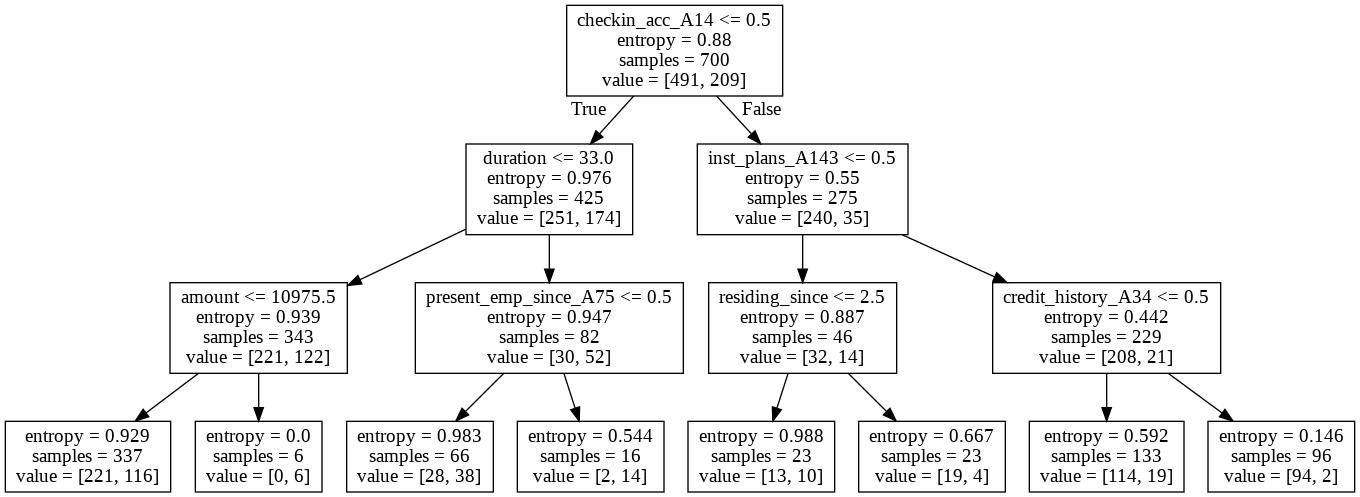 checkin_acc_A14 <= 0.5
entropy = 0.88
samples = 700
value = [491, 209]
True
False
duration <= 33.0
entropy = 0.976
samples = 425
value = [251, 174]
inst_plans_A143 <= 0.5
entropy = 0.55
samples = 275
value = [240, 35]
amount <= 10975.5
entropy = 0.939
samples = 343
value = [221, 122]
present_emp_since_A75 <= 0.5
entropy = 0.947
samples = 82
value = [30, 52]
residing_since <= 2.5
entropy = 0.887
samples = 46
value = [32, 14]
credit_history_A34 <= 0.5
entropy = 0.442
samples = 229
value = [208, 21]
entropy = 0.929
samples = 337
value = [221, 116]
entropy = 0.0
samples = 6
value = [0, 6]
entropy = 0.983
samples = 66
value = [28, 38]
entropy = 0.544
samples = 16
value = [2, 14]
entropy = 0.988
samples = 23
value = [13, 10]
entropy = 0.667
samples = 23
value = [19, 4]
entropy = 0.592
samples = 133
value = [114, 19]
entropy = 0.146
samples = 96
value = [94, 2]